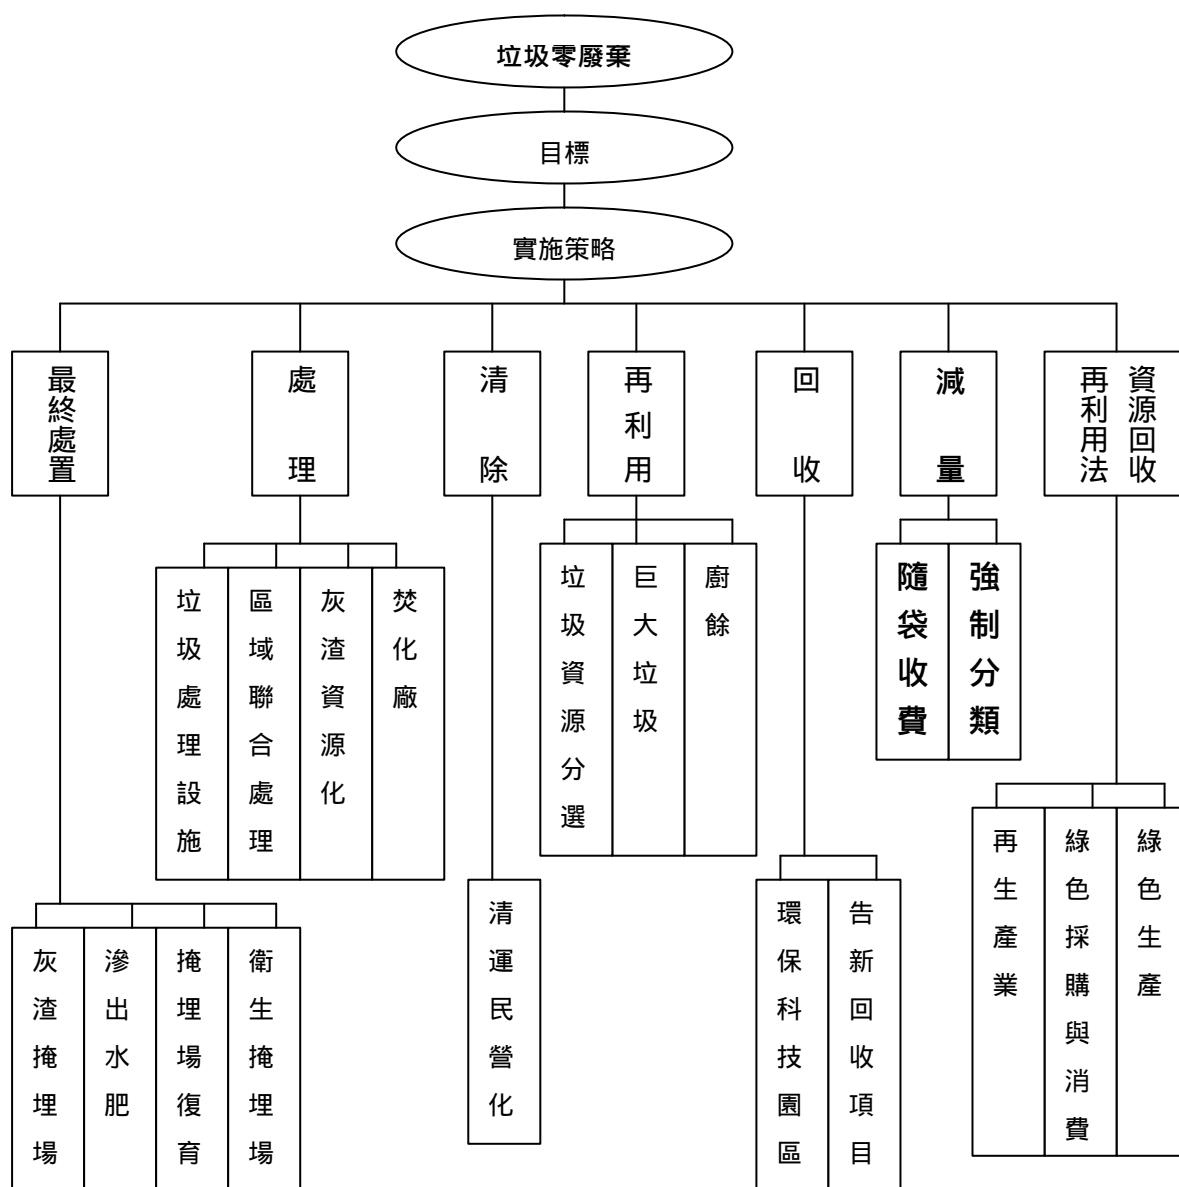 垃圾零廢棄
目標
實施策略
資源回收
再利用法
減量
回收
再利用
清除
處理
最終處置
綠色生產
綠色採購與消費
再生產業
強制分類
隨袋收費
告新回收項目
環保科技園區
廚餘
巨大垃圾
垃圾資源分選
清運民營化
焚化廠
灰渣資源化
區域聯合處理
垃圾處理設施
衛生掩埋場
掩埋場復育
滲出水肥
灰渣掩埋場